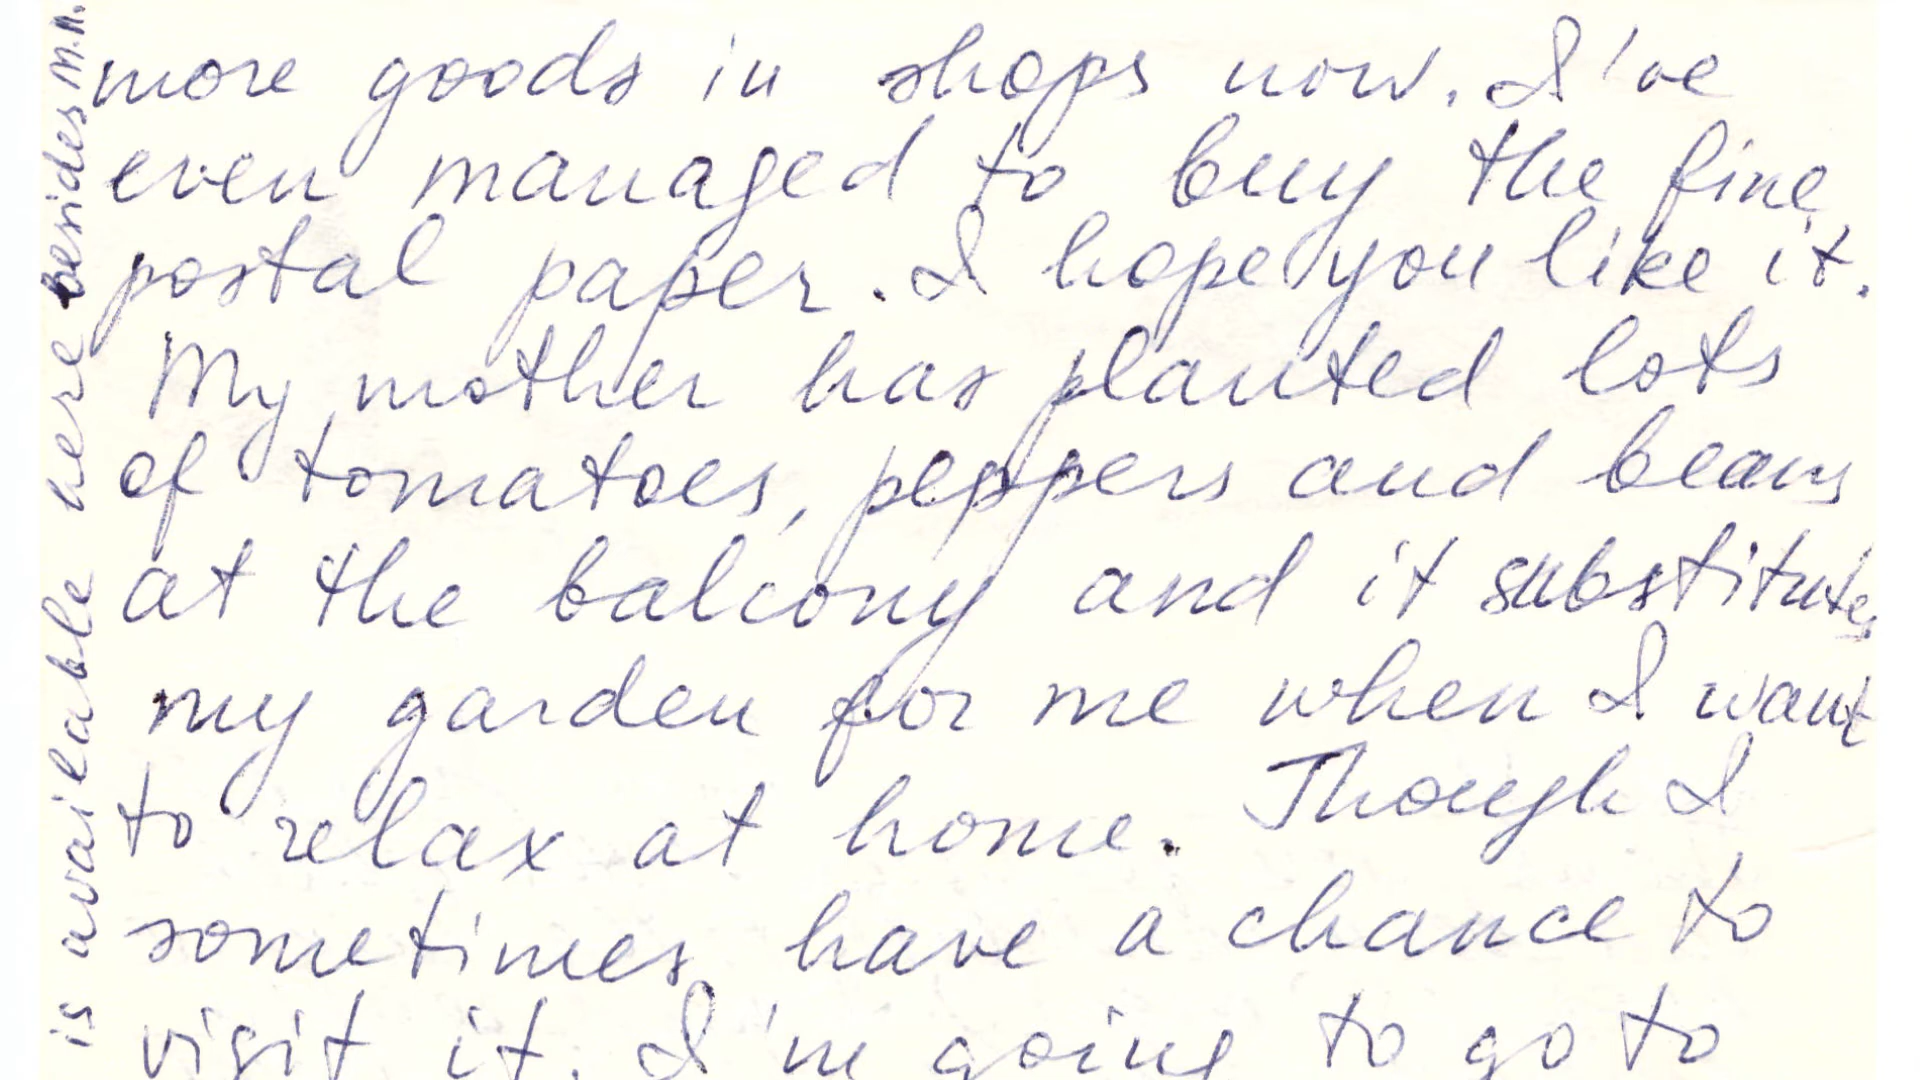 more goods in shops now. I've
even managed to buy the fine
postal paper. I hope you like it.
My mother has planted lots
of tomatoes, peppers and beans
at the balcony and it substitutes
my garden for me when I want
to relax at home. Though I
sometimes have a chance to
visit it. I'm going to go to
is available here besides